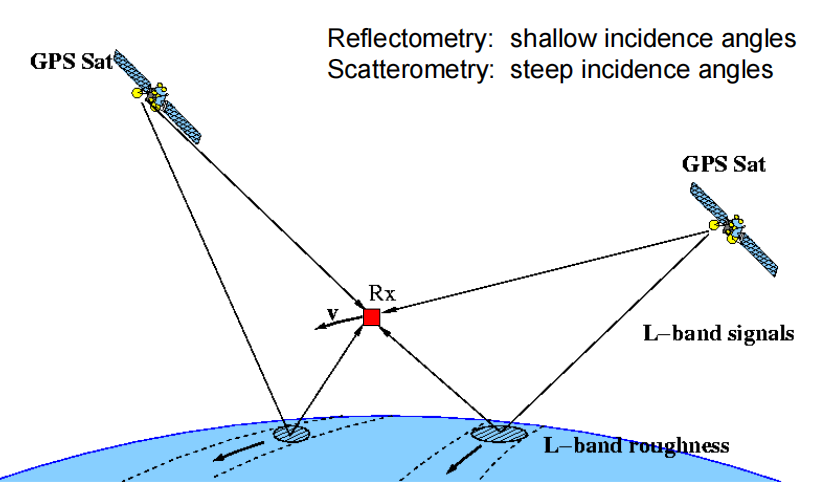 Reflectometry: shallow incidence angles
Scatterometry: steep incidence angles
GPS Sat
GPS Sat
Rx
v
L–band signals
L–band roughness